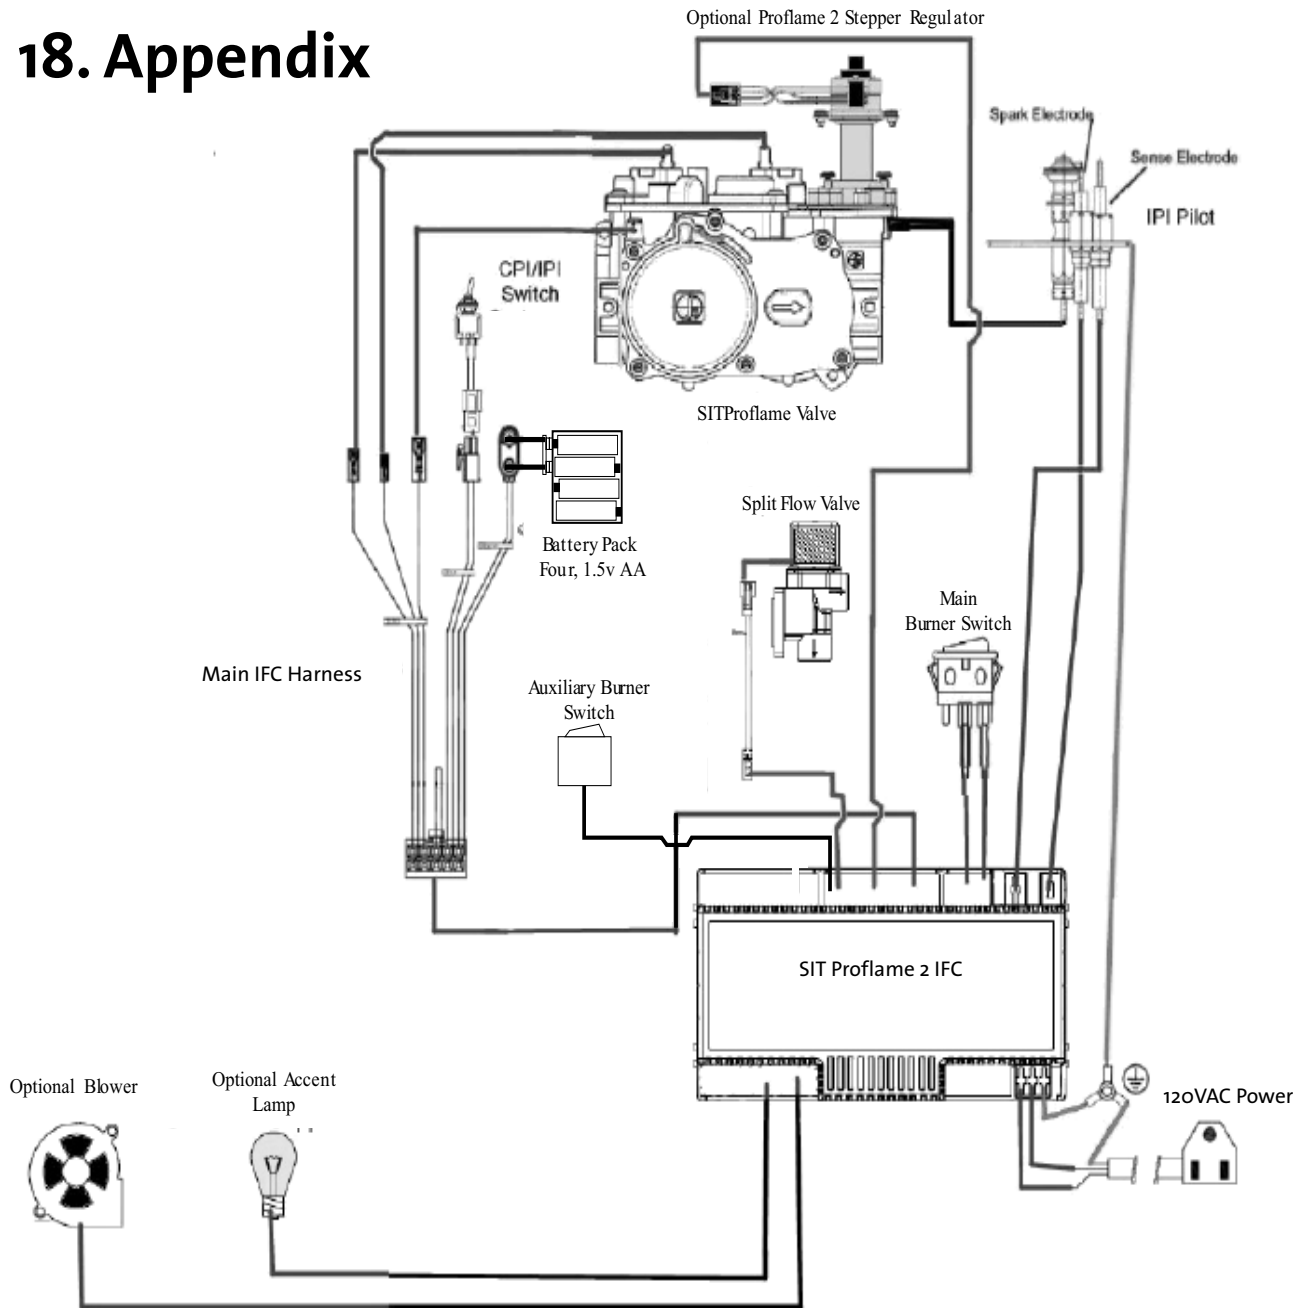 Optional Proflame 2 Stepper Regulator
18. Appendix
Spark Electrode
Sense Electrode
IPI Pilot
CPI/IPI
Switch
SITProflame Valve
Split Flow Valve
Battery Pack
Four, 1.5v AA
Main
Burner Switch
Main IFC Harness
Auxiliary Burner
Switch
SIT Proflame 2 IFC
Optional Blower
Optional Accent
Lamp
120VAC Power